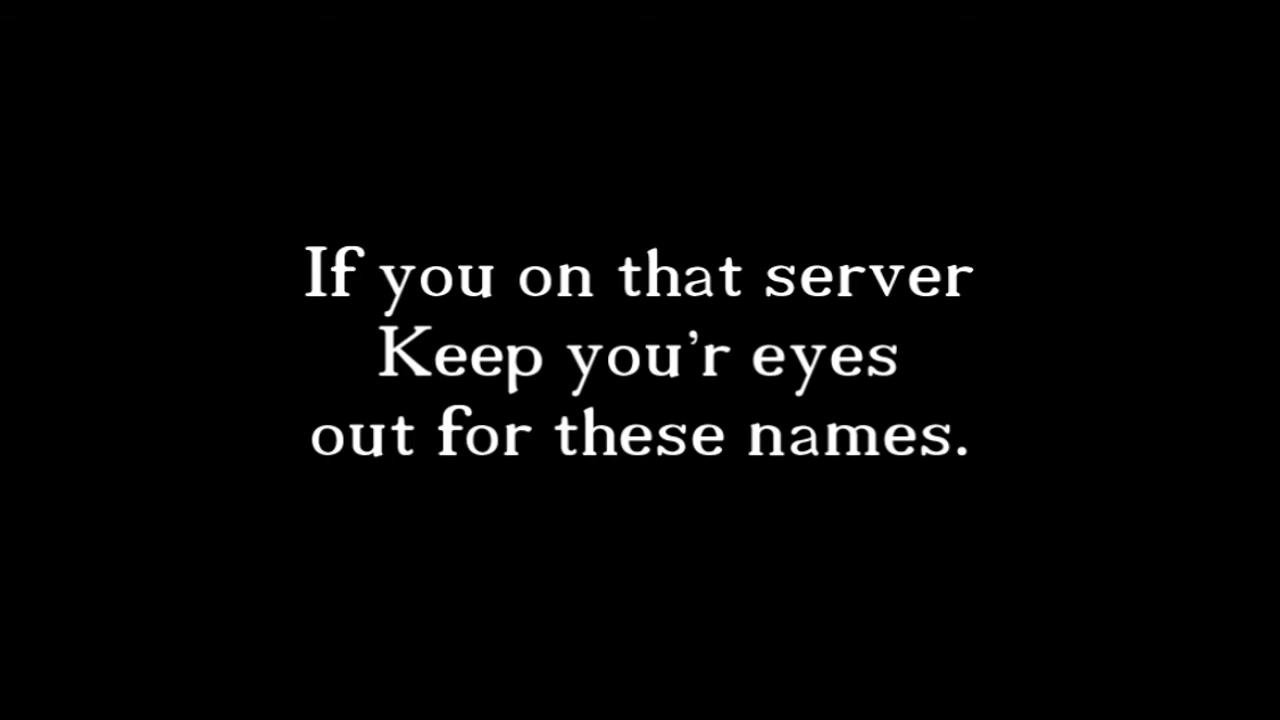 If you on that server
Keep you'r eyes
out for these names.